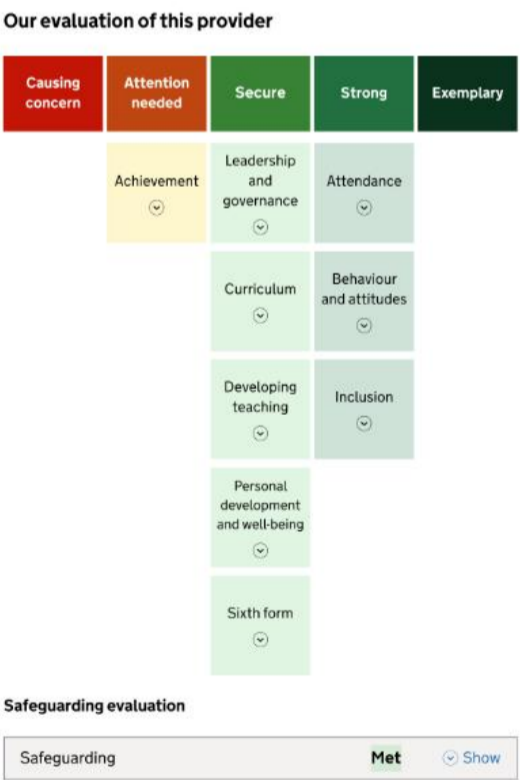 Our evaluation of this provider
Causing
concern
Attention
needed
Secure
Strong
Exemplary
Achievement
Leadership
and
governance
Attendance
Curriculum
Behaviour
and attitudes
Developing
teaching
Inclusion
Personal
development
and well-being
Sixth form
Safeguarding evaluation
Safeguarding Met Show